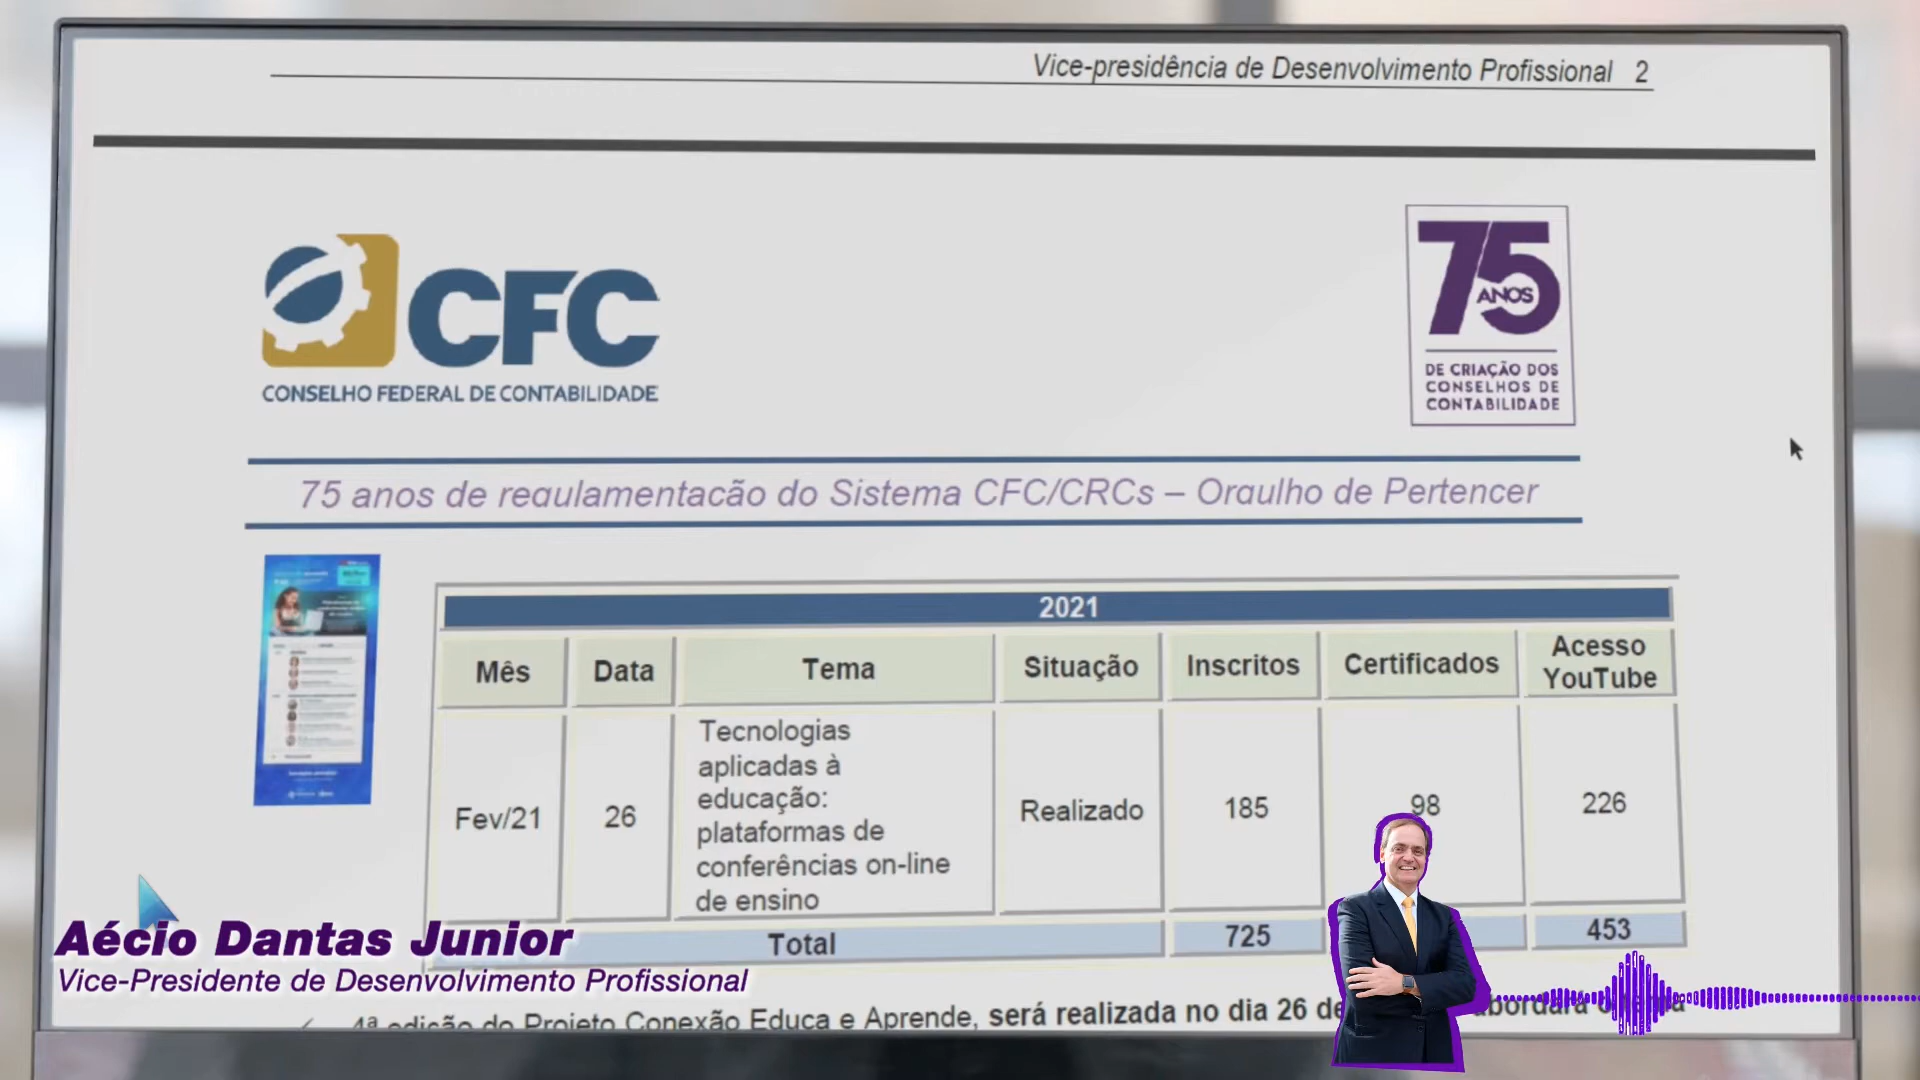 Vice-presidência de Desenvolvimento Profissional 2
CFC
CONSELHO FEDERAL DE CONTABILIDADE
75
ANOS
DE CRIAÇÃO DOS
CONSELHOS DE
CONTABILIDADE
75 anos de regulamentação do Sistema CFC/CRCs – Orgulho de Pertencer
2021
Mês Data Tema Situação Inscritos Certificados Acesso
YouTube
Tecnologias
aplicadas à
educação:
plataformas de
conferências on-line
de ensino
Fev/21 26 Realizado 185 98 226
Total 725 453
Aécio Dantas Junior
Vice-Presidente de Desenvolvimento Profissional
4ª edição do Projeto Conexão Educa e Aprende, será realizada no dia 26 de